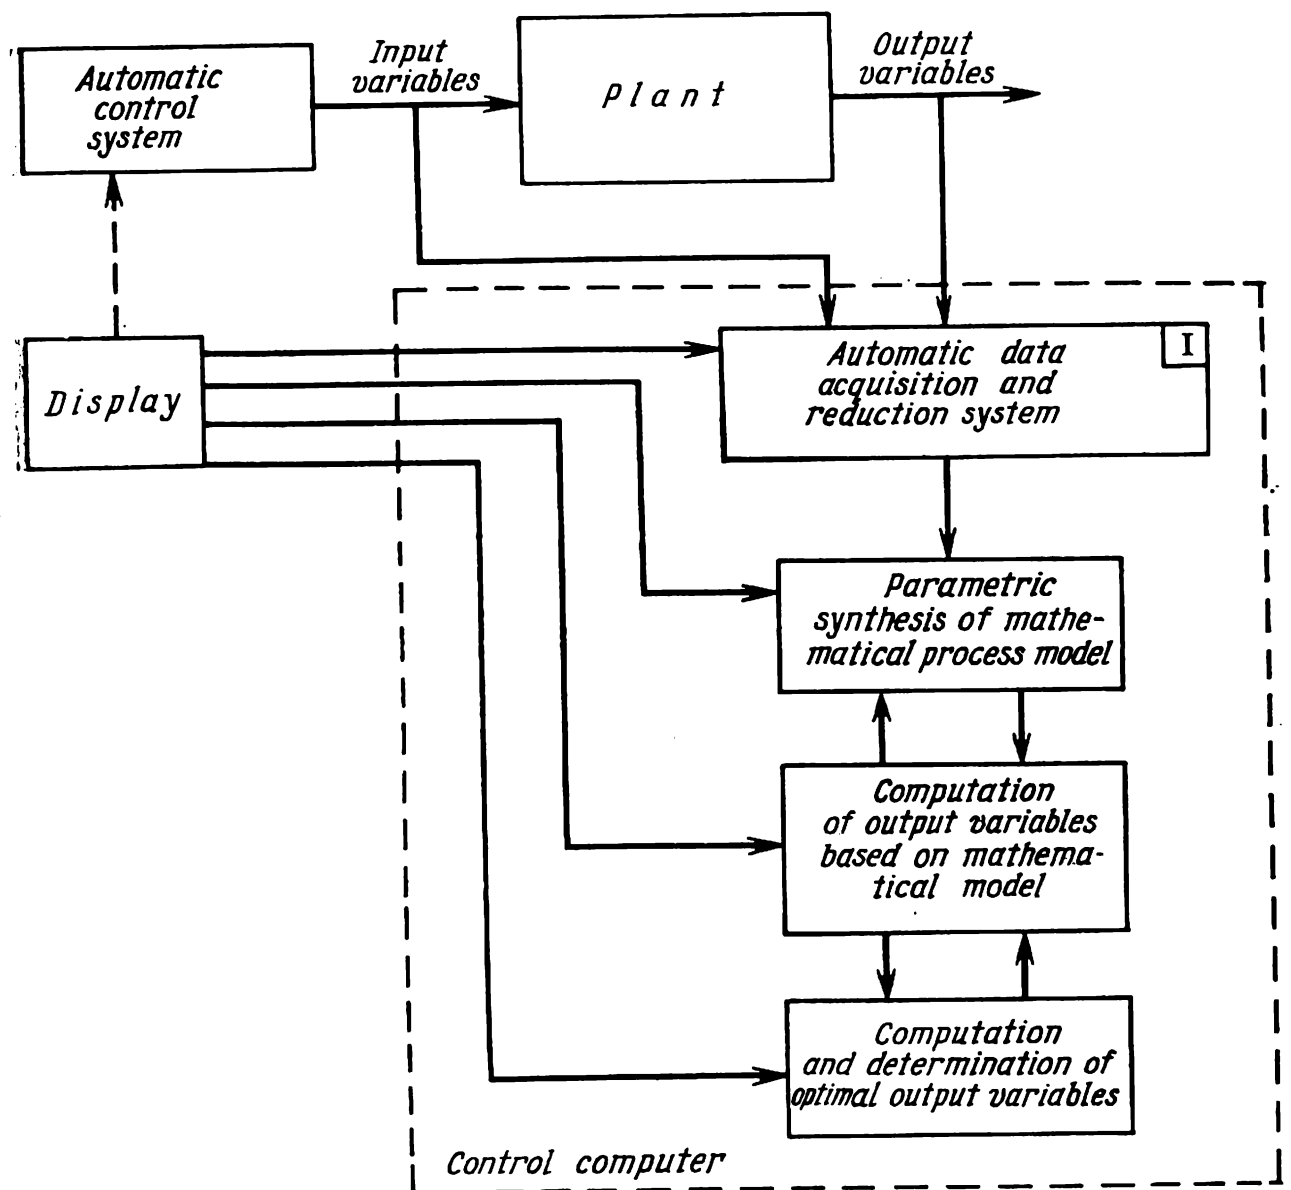 Automatic
control
system
Input
variables
Plant
Output
variables
Display
Automatic data
acquisition and
reduction system
I
Parametric
synthesis of mathe-
matical process model
Computation
of output variables
based on mathema-
tical model
Computation
and determination of
optimal output variables
Control computer